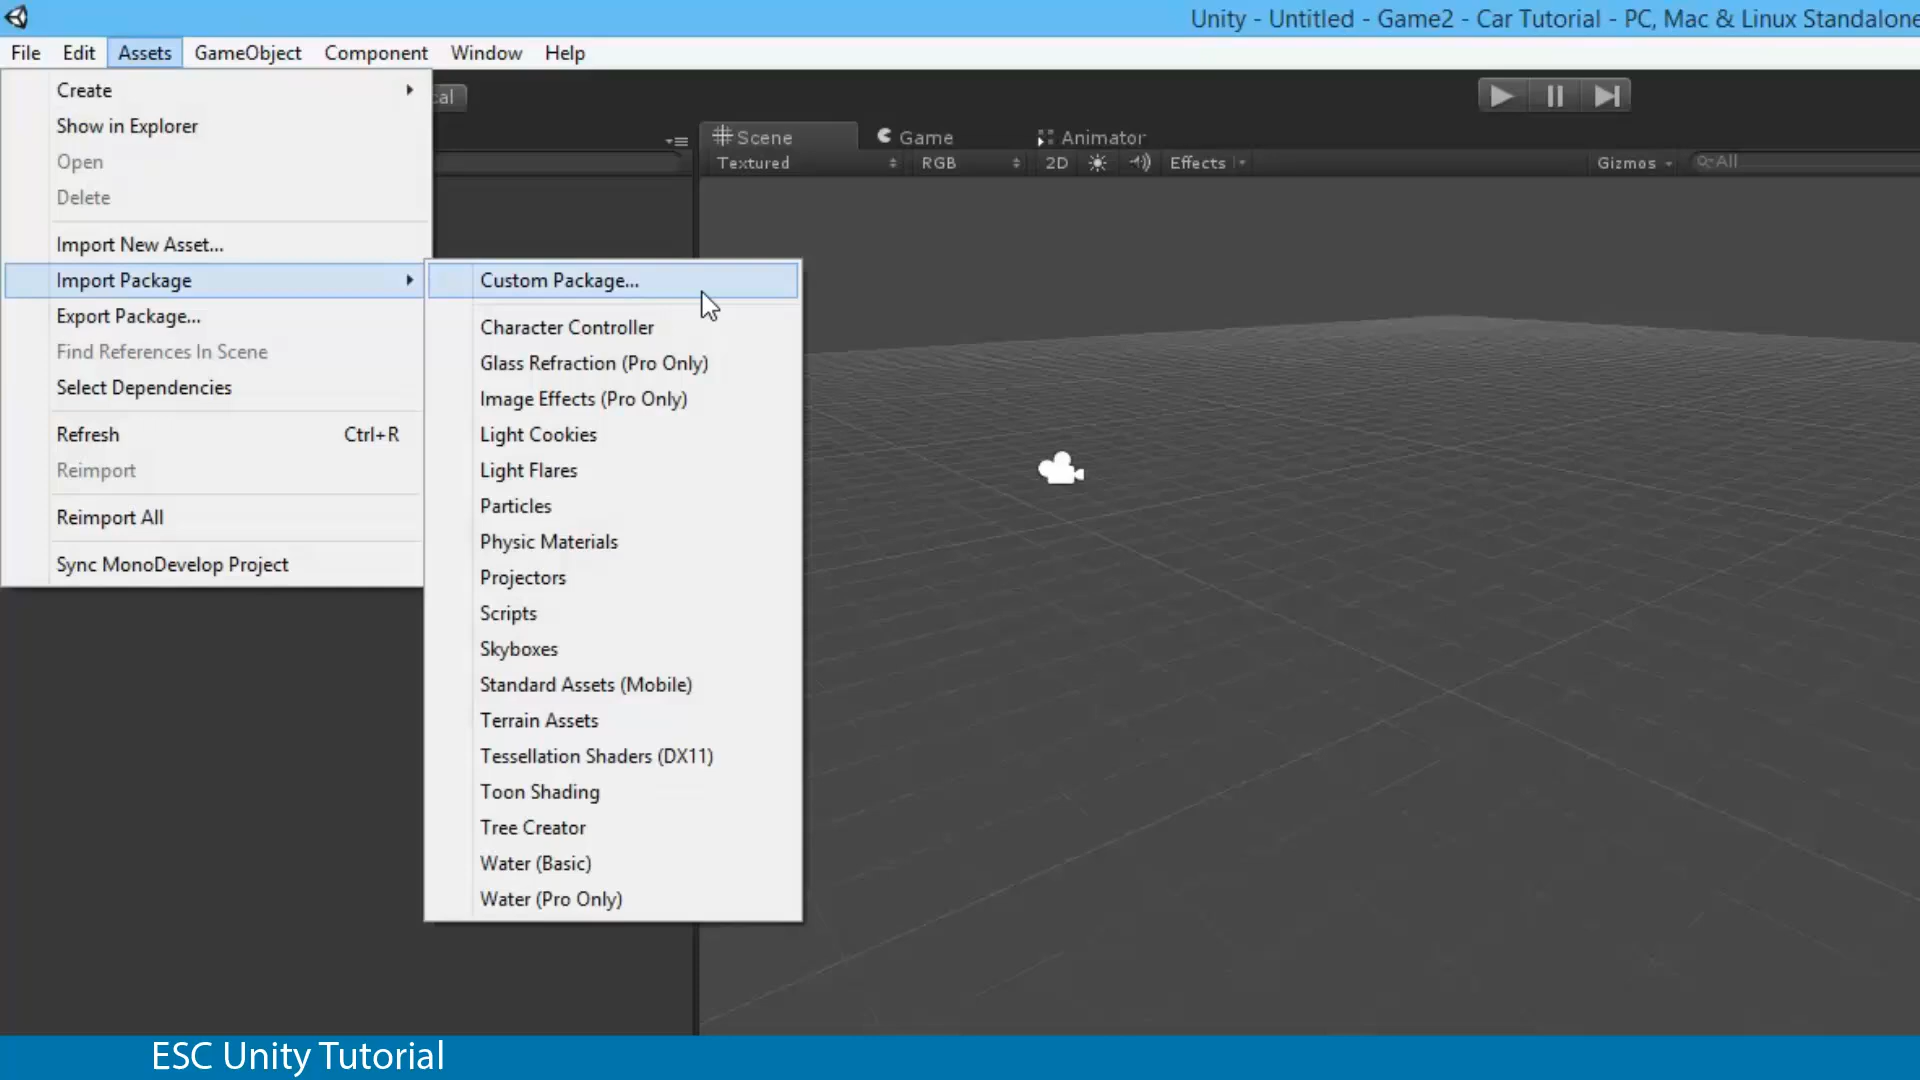 Unity - Untitled - Game2 - Car Tutorial - PC, Mac & Linux Standalone
File Edit Assets GameObject Component Window Help
Create
Show in Explorer
Open
Delete
Import New Asset...
Import Package
Export Package...
Find References In Scene
Select Dependencies
Refresh Ctrl+R
Reimport
Reimport All
Sync MonoDevelop Project
Custom Package...
Character Controller
Glass Refraction (Pro Only)
Image Effects (Pro Only)
Light Cookies
Light Flares
Particles
Physic Materials
Projectors
Scripts
Skyboxes
Standard Assets (Mobile)
Terrain Assets
Tessellation Shaders (DX11)
Toon Shading
Tree Creator
Water (Basic)
Water (Pro Only)
Scene Game Animator
Textured RGB 2D Effects Gizmos All
ESC Unity Tutorial